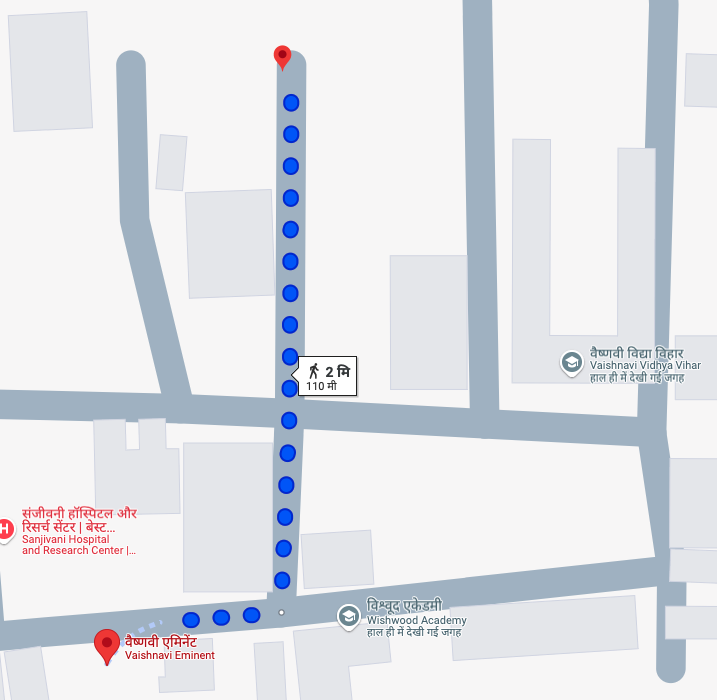 2 मि
110 मी
वैष्णवी विद्या विहार
Vaishnavi Vidhya Vihar
हाल ही में देखी गई जगह
H
संजीवनी हॉस्पिटल और
रिसर्च सेंटर | बेस्ट...
Sanjivani Hospital
and Research Center |...
विश्वूद एकेडमी
Wishwood Academy
हाल ही में देखी गई जगह
वैष्णवी एमिनेंट
Vaishnavi Eminent